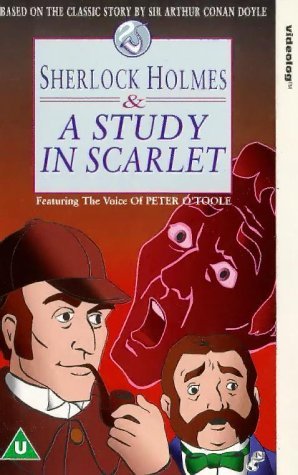 BASED ON THE CLASSIC STORY BY SIR ARTHUR CONAN DOYLE
SHERLOCK HOLMES
&
A STUDY
IN SCARLET
Featuring The Voice Of PETER O'TOOLE
videolog™
U